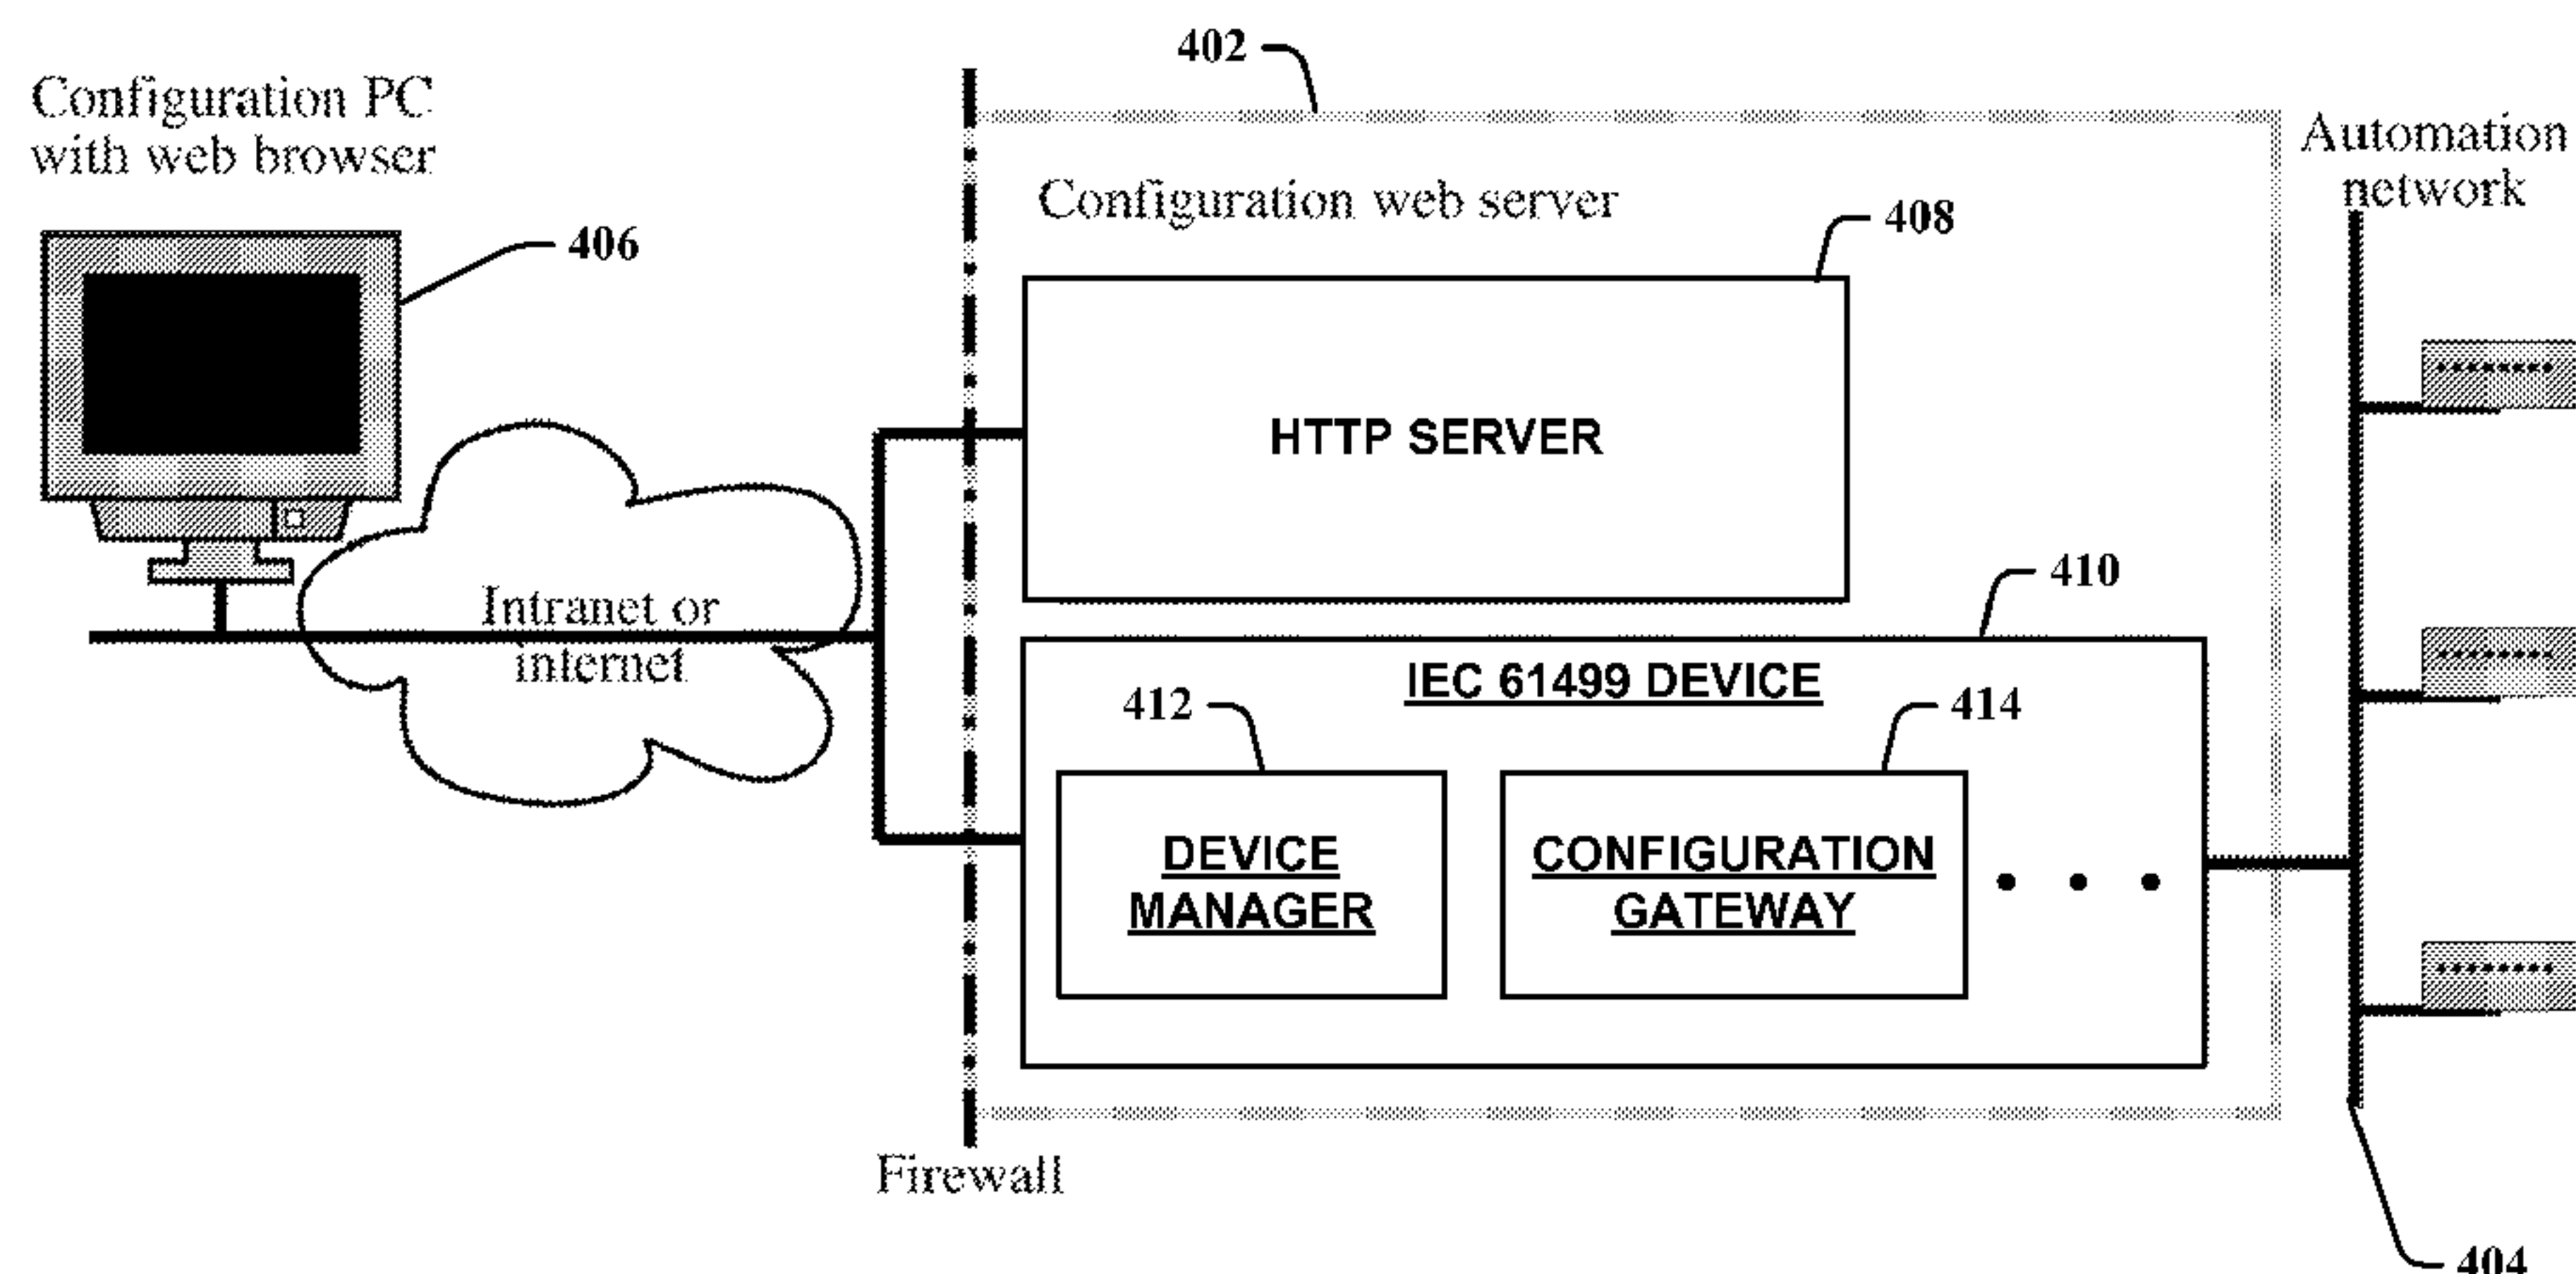 402
Configuration PC
with web browser
Automation
network
Configuration web server
408
406
HTTP SERVER
410
Intranet or
internet
IEC 61499 DEVICE
412
414
DEVICE
MANAGER
CONFIGURATION
GATEWAY
Firewall
404